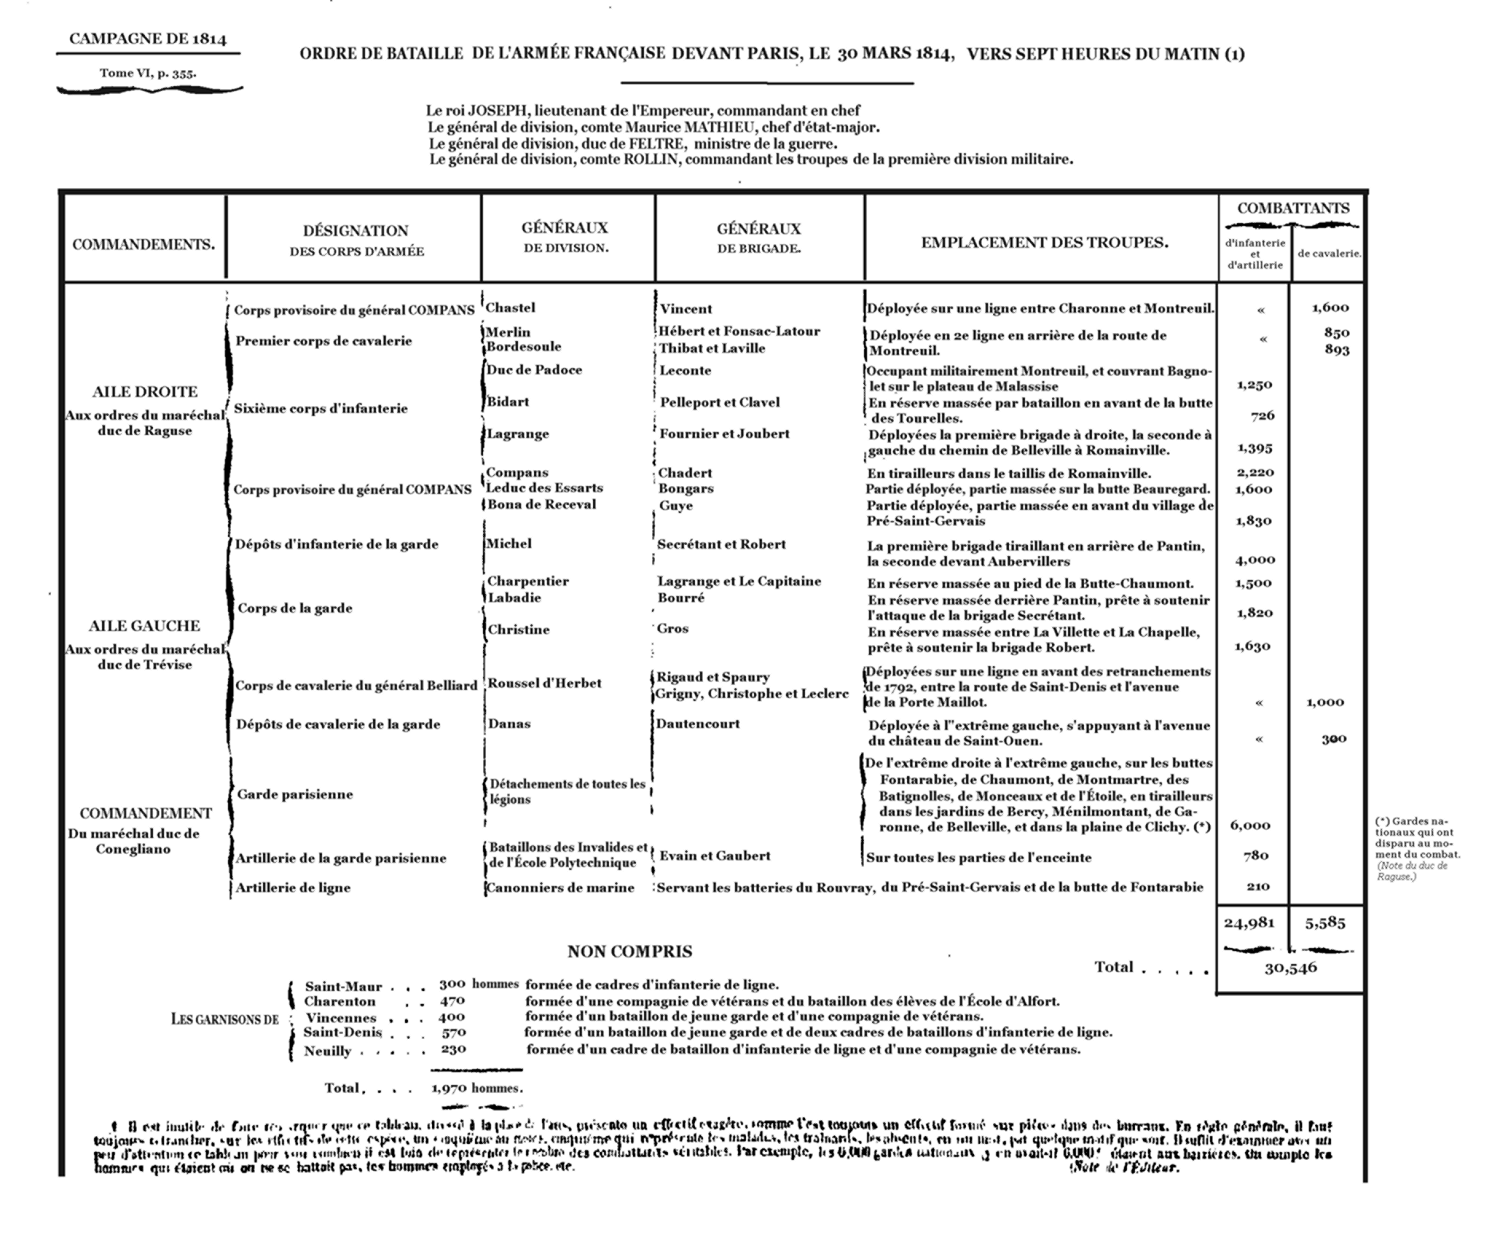 CAMPAGNE DE 1814
Tome VI, p. 355.
ORDRE DE BATAILLE DE L'ARMÉE FRANÇAISE DEVANT PARIS, LE 30 MARS 1814, VERS SEPT HEURES DU MATIN (1)
Le roi JOSEPH, lieutenant de l'Empereur, commandant en chef
Le général de division, comte Maurice MATHIEU, chef d'état-major.
Le général de division, duc de FELTRE, ministre de la guerre.
Le général de division, comte ROLLIN, commandant les troupes de la première division militaire.
COMMANDEMENTS.
DÉSIGNATION
DES CORPS D'ARMÉE
GÉNÉRAUX
DE DIVISION.
GÉNÉRAUX
DE BRIGADE.
EMPLACEMENT DES TROUPES.
COMBATTANTS
d'infanterie
et
d'artillerie
de cavalerie.
Corps provisoire du général COMPANS Chastel Vincent Déployée sur une ligne entre Charonne et Montreuil. « 1,600
Premier corps de cavalerie
Merlin Hébert et Fonsac-Latour
Bordesoule Thibat et Laville
Déployée en 2e ligne en arrière de la route de
Montreuil.
« 850
893
AILE DROITE
Aux ordres du maréchal
duc de Raguse
Sixième corps d'infanterie
Duc de Padoce Leconte Occupant militairement Montreuil, et couvrant Bagno-
let sur le plateau de Malassise 1,250
Bidart Pelleport et Clavel En réserve massée par bataillon en avant de la butte
des Tourelles. 726
Lagrange Fournier et Joubert Déployées la première brigade à droite, la seconde à
gauche du chemin de Belleville à Romainville. 1,395
Corps provisoire du général COMPANS
Compans Chadert En tirailleurs dans le taillis de Romainville. 2,220
Leduc des Essarts Bongars Partie déployée, partie massée sur la butte Beauregard. 1,600
Bona de Receval Guye Partie déployée, partie massée en avant du village de
Pré-Saint-Gervais 1,830
Dépôts d'infanterie de la garde Michel Secrétant et Robert La première brigade tiraillant en arrière de Pantin,
la seconde devant Aubervillers 4,000
AILE GAUCHE
Aux ordres du maréchal
duc de Trévise
Corps de la garde
Charpentier Lagrange et Le Capitaine En réserve massée au pied de la Butte-Chaumont. 1,500
Labadie Bourré En réserve massée derrière Pantin, prête à soutenir
l'attaque de la brigade Secrétant. 1,820
Christine Gros En réserve massée entre La Villette et La Chapelle,
prête à soutenir la brigade Robert. 1,630
Corps de cavalerie du général Belliard Roussel d'Herbet
Rigaud et Spaury
Grigny, Christophe et Leclerc
Déployées sur une ligne en avant des retranchements
de 1792, entre la route de Saint-Denis et l'avenue
de la Porte Maillot. « 1,000
Dépôts de cavalerie de la garde Danas Dautencourt Déployée à l''extrême gauche, s'appuyant à l'avenue
du château de Saint-Ouen. « 300
COMMANDEMENT
Du maréchal duc de
Conegliano
Garde parisienne
Détachements de toutes les
légions
De l'extrême droite à l'extrême gauche, sur les buttes
Fontarabie, de Chaumont, de Montmartre, des
Batignolles, de Monceaux et de l'Étoile, en tirailleurs
dans les jardins de Bercy, Ménilmontant, de Ga-
ronne, de Belleville, et dans la plaine de Clichy. (*) 6,000
(*) Gardes na-
tionaux qui ont
disparu au mo-
ment du combat.
(Note du duc de
Raguse.)
Artillerie de la garde parisienne
Bataillons des Invalides et
de l'École Polytechnique
Evain et Gaubert Sur toutes les parties de l'enceinte 780
Artillerie de ligne Canonniers de marine Servant les batteries du Rouvray, du Pré-Saint-Gervais et de la butte de Fontarabie 210
24,981 5,585
Total . . . . . 30,546
NON COMPRIS
LES GARNISONS DE
Saint-Maur . . . 300 hommes formée de cadres d'infanterie de ligne.
Charenton . . 470 formée d'une compagnie de vétérans et du bataillon des élèves de l'École d'Alfort.
Vincennes . . . 400 formée d'un bataillon de jeune garde et d'une compagnie de vétérans.
Saint-Denis . . . 570 formée d'un bataillon de jeune garde et de deux cadres de bataillons d'infanterie de ligne.
Neuilly . . . . . 230 formée d'un cadre de bataillon d'infanterie de ligne et d'une compagnie de vétérans.
Total . . . . 1,970 hommes.
Il est inutile de faire que ce tableau, à la place de présente un effectif exagéré, comme l'est toujours un effectif formé sur pièces dans des bureaux. En règle générale, il faut
toujours retrancher, sur les effectifs de cette espèce, un cinquième au moins, cinquième qui représente les malades, les traînards, les absents, par quelque motif que soit. Il suffit d'examiner avec un
peu d'attention ce tableau pour voir combien il est loin de représenter le nombre des combattants véritables. Par exemple, les 6,000 gardes nationaux étaient aux barrières. On compte les
hommes qui étaient où on ne se battait pas, les hommes employés à la police, etc.
(Note de l'Éditeur.